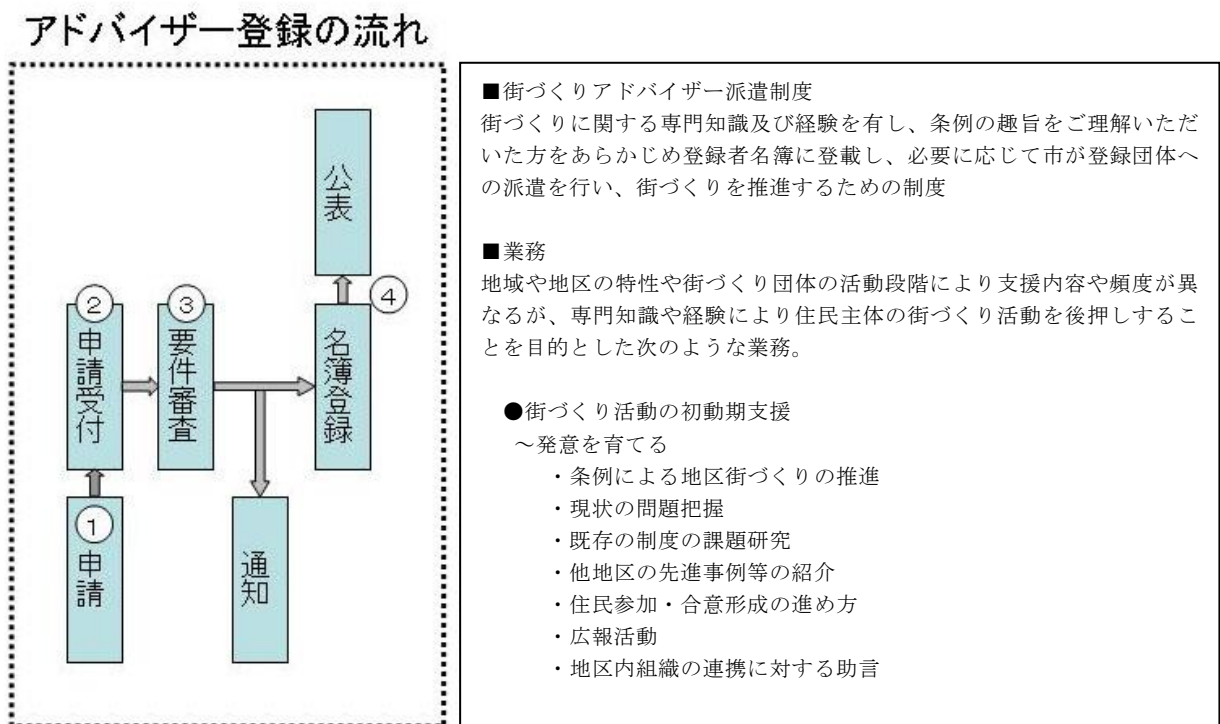 アドバイザー登録の流れ
公表
②
申請受付
③
要件審査
④
名簿登録
①
申請
通知
■街づくりアドバイザー派遣制度
街づくりに関する専門知識及び経験を有し、条例の趣旨をご理解いただ
いた方をあらかじめ登録者名簿に登載し、必要に応じて市が登録団体へ
の派遣を行い、街づくりを推進するための制度
■業務
地域や地区の特性や街づくり団体の活動段階により支援内容や頻度が異
なるが、専門知識や経験により住民主体の街づくり活動を後押しするこ
とを目的とした次のような業務。
●街づくり活動の初動期支援
～発意を育てる
・条例による地区街づくりの推進
・現状の問題把握
・既存の制度の課題研究
・他地区の先進事例等の紹介
・住民参加・合意形成の進め方
・広報活動
・地区内組織の連携に対する助言